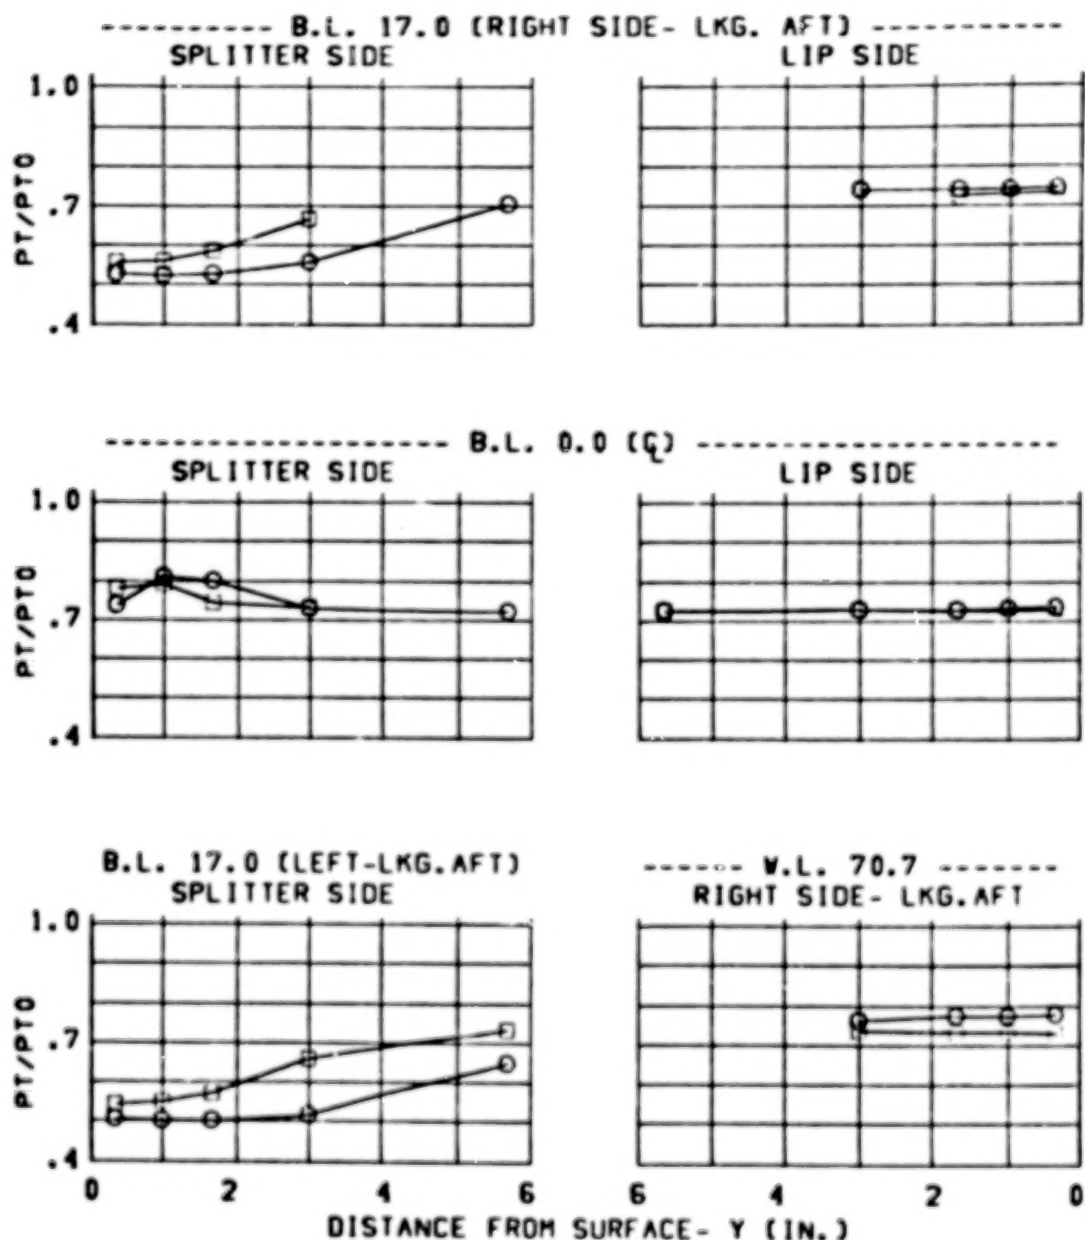 B.L. 17.0 (RIGHT SIDE- LKG. AFT)
SPLITTER SIDE
LIP SIDE
1.0
.7
.4
PT/PTO
B.L. 0.0 (℄)
SPLITTER SIDE
LIP SIDE
1.0
.7
.4
PT/PTO
B.L. 17.0 (LEFT-LKG.AFT)
SPLITTER SIDE
W.L. 70.7
RIGHT SIDE- LKG.AFT
1.0
.7
.4
PT/PTO
0 2 4 6
6 4 2 0
DISTANCE FROM SURFACE- Y (IN.)